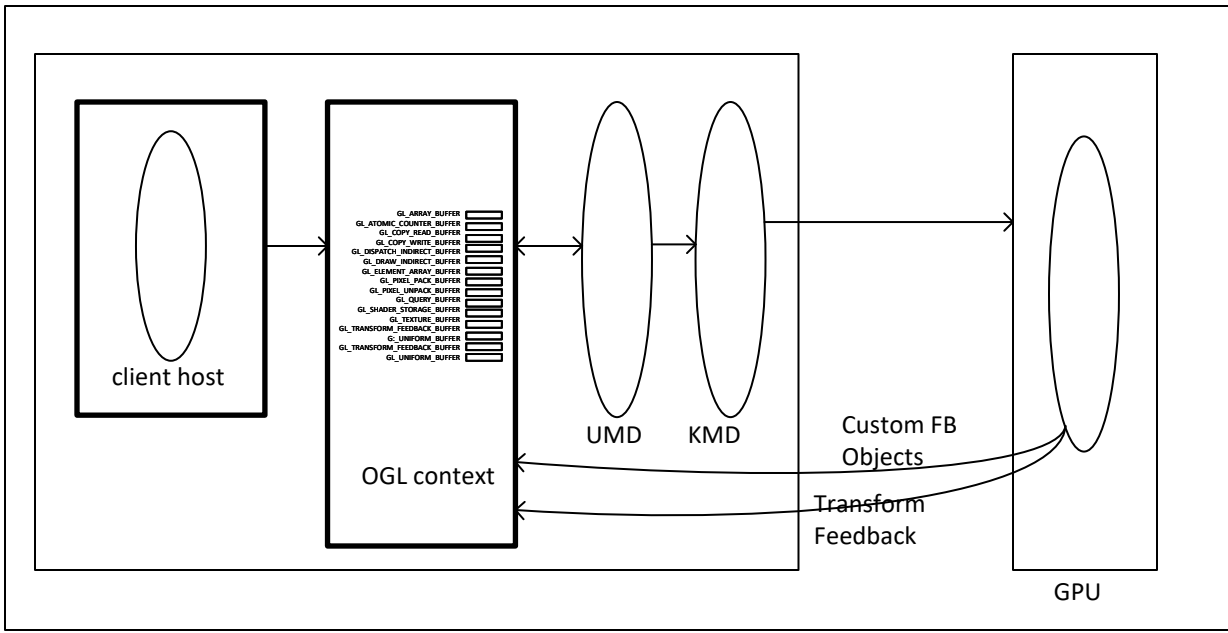 GL_ARRAY_BUFFER
GL_ATOMIC_COUNTER_BUFFER
GL_COPY_READ_BUFFER
GL_COPY_WRITE_BUFFER
GL_DISPATCH_INDIRECT_BUFFER
GL_DRAW_INDIRECT_BUFFER
GL_ELEMENT_ARRAY_BUFFER
GL_PIXEL_PACK_BUFFER
GL_PIXEL_UNPACK_BUFFER
GL_QUERY_BUFFER
GL_SHADER_STORAGE_BUFFER
GL_TEXTURE_BUFFER
GL_TRANSFORM_FEEDBACK_BUFFER
G:_UNIFORM_BUFFER
GL_TRANSFORM_FEEDBACK_BUFFER
GL_UNIFORM_BUFFER
client host
OGL context
UMD
KMD
Custom FB
Objects
Transform
Feedback
GPU